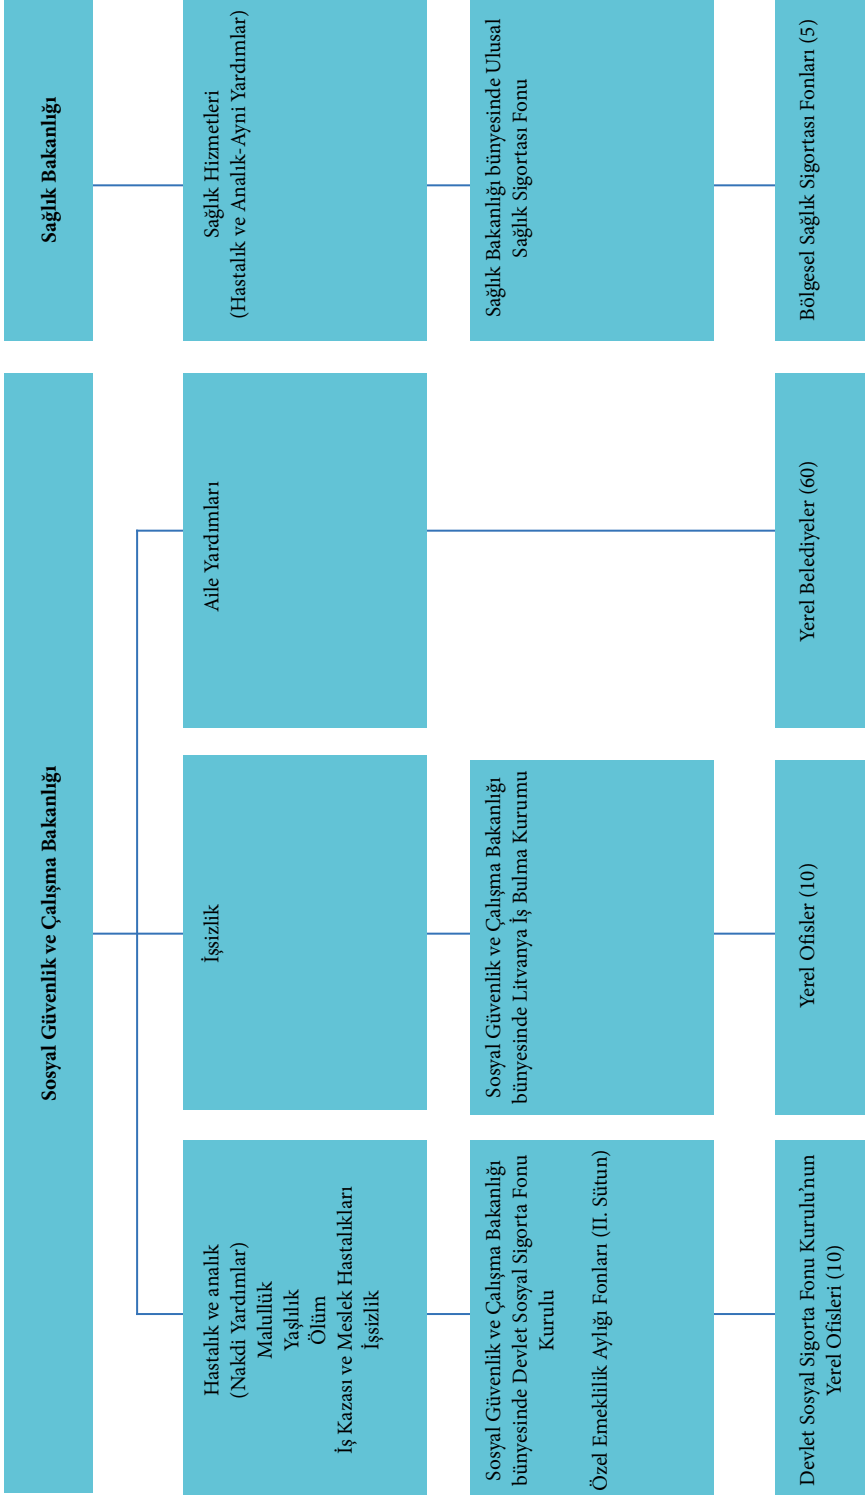 Sosyal Güvenlik ve Çalışma Bakanlığı
Sağlık Bakanlığı
Hastalık ve analık
(Nakdi Yardımlar)
Malullük
Yaşlılık
Ölüm
İş Kazası ve Meslek Hastalıkları
İşsizlik
İşsizlik
Aile Yardımları
Sağlık Hizmetleri
(Hastalık ve Analık-Ayni Yardımlar)
Sosyal Güvenlik ve Çalışma Bakanlığı
bünyesinde Devlet Sosyal Sigorta Fonu
Kurulu
Özel Emeklilik Aylığı Fonları (II. Sütun)
Sosyal Güvenlik ve Çalışma Bakanlığı
bünyesinde Litvanya İş Bulma Kurumu
Sağlık Bakanlığı bünyesinde Ulusal
Sağlık Sigortası Fonu
Devlet Sosyal Sigorta Fonu Kurulu’nun
Yerel Ofisleri (10)
Yerel Ofisler (10)
Yerel Belediyeler (60)
Bölgesel Sağlık Sigortası Fonları (5)